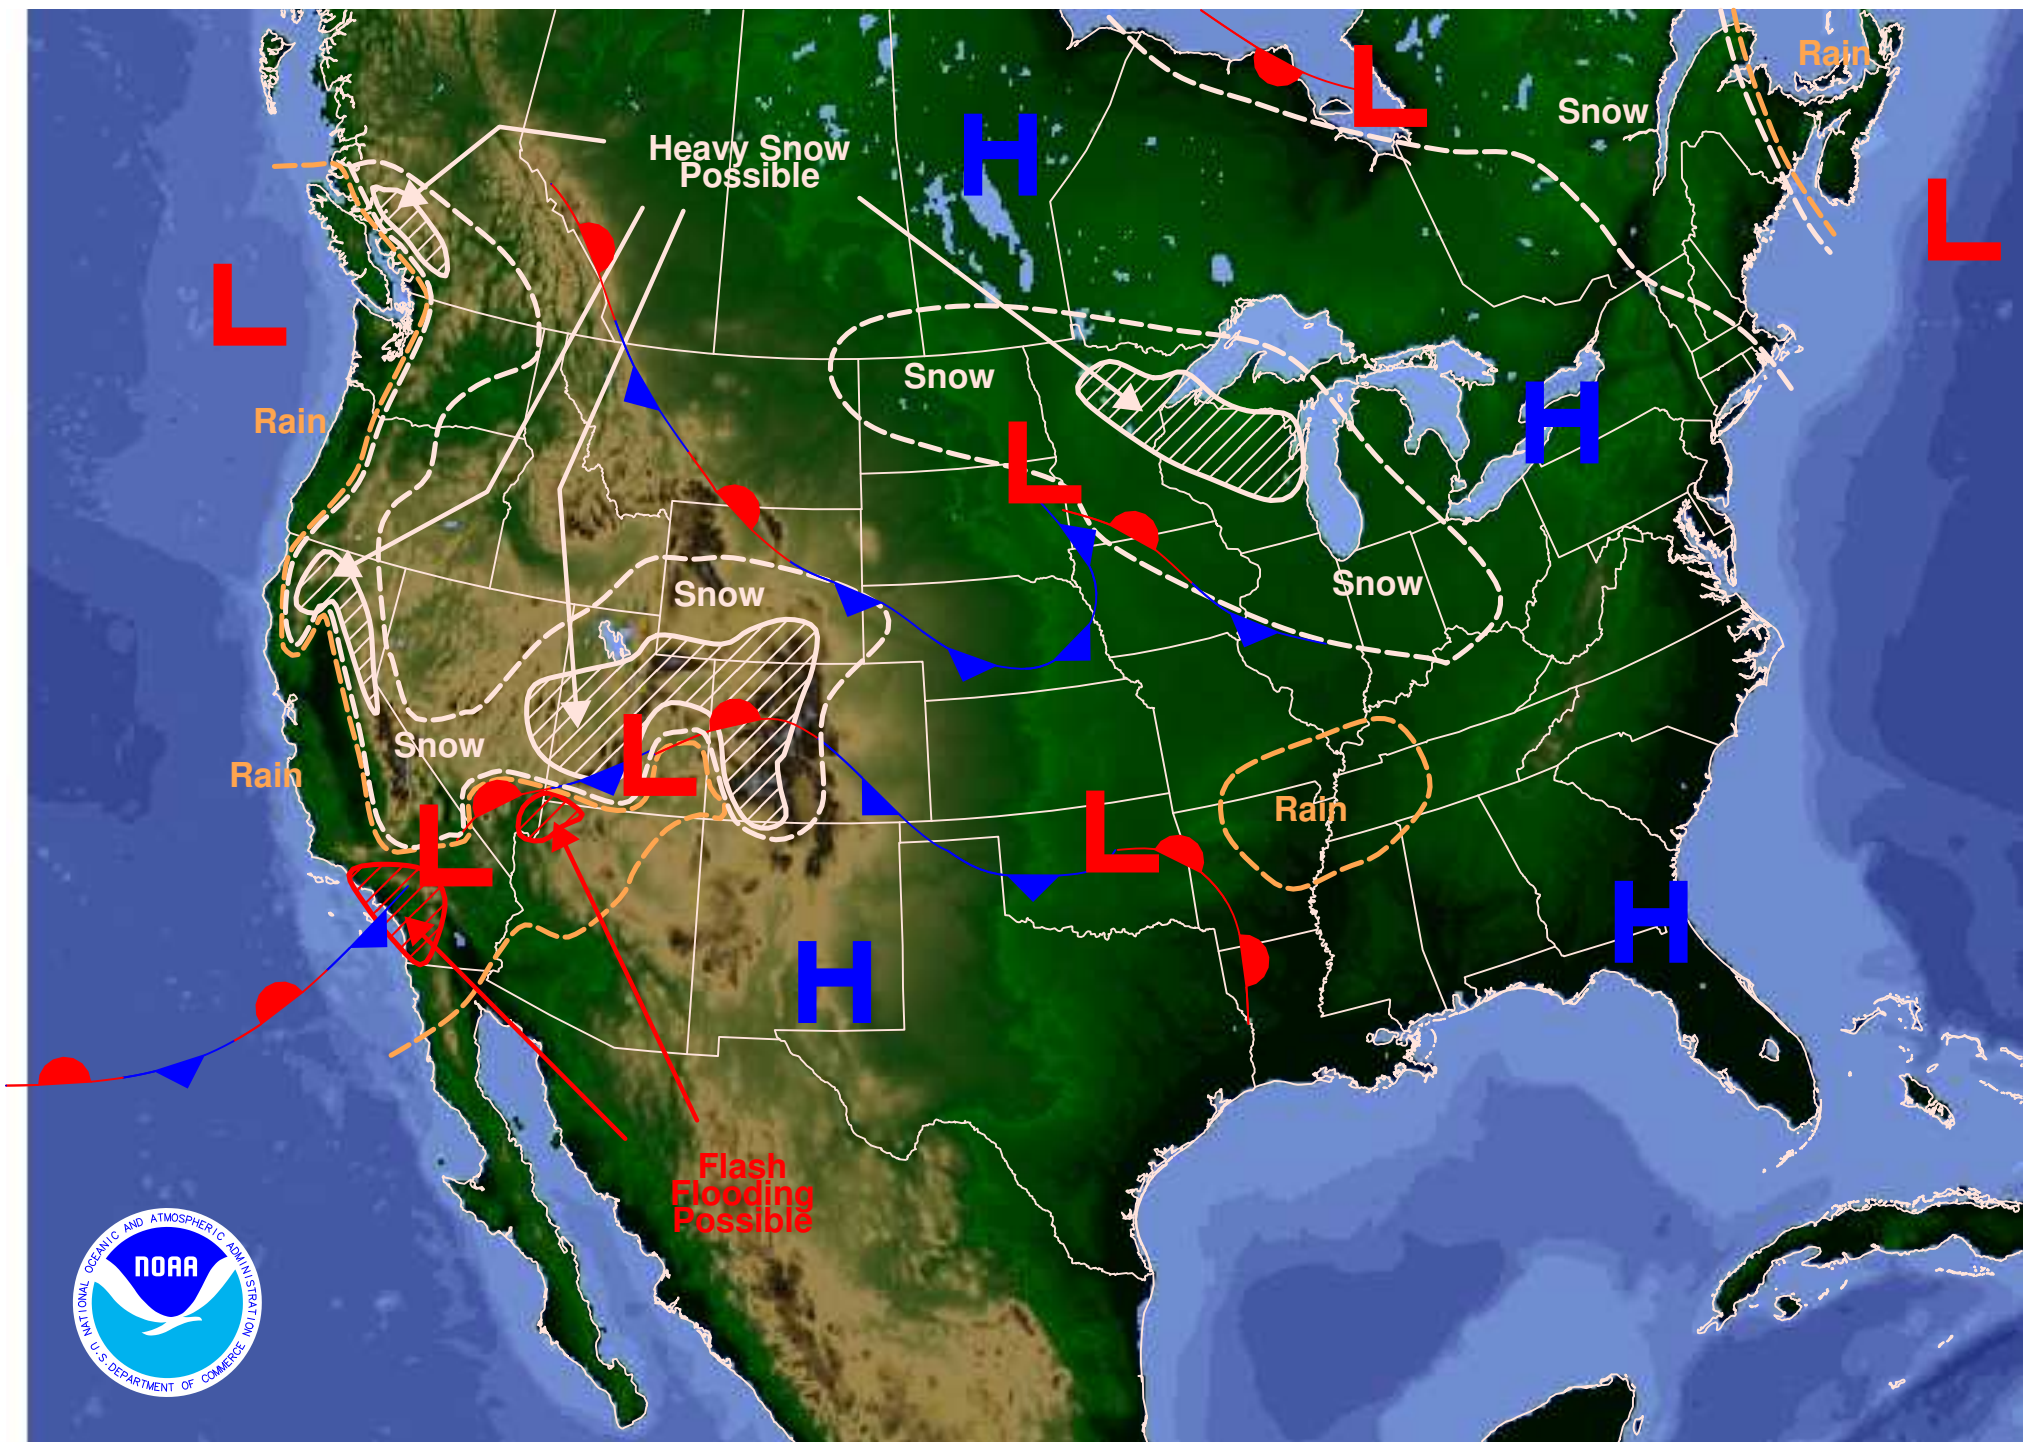 Rain
Snow
H
L
Heavy Snow
Possible
L
L
Snow
H
L
Rain
Snow
Snow
Snow
L
Snow
Rain
L
Rain
L
L
H
H
Flash
Flooding
Possible
NATIONAL OCEANIC AND ATMOSPHERIC ADMINISTRATION
NOAA
U.S. DEPARTMENT OF COMMERCE